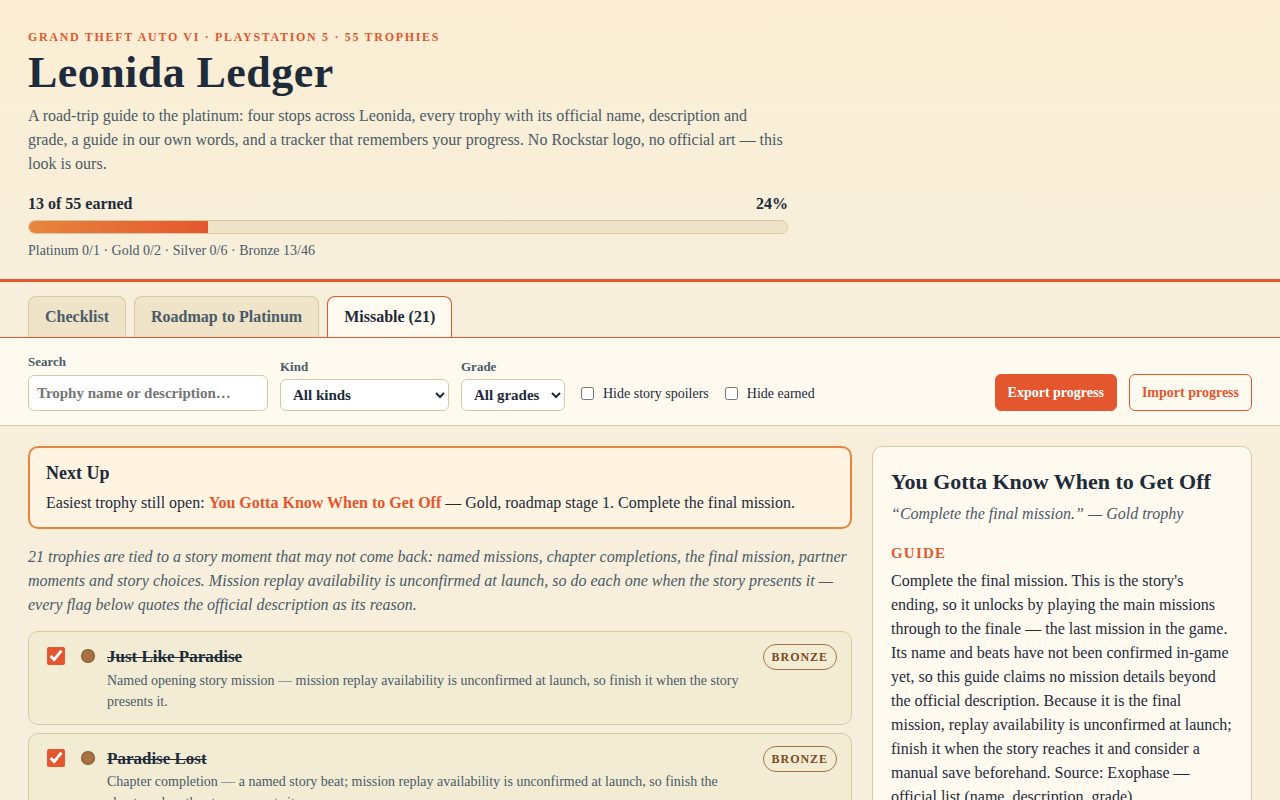 GRAND THEFT AUTO VI · PLAYSTATION 5 · 55 TROPHIES
Leonida Ledger
A road-trip guide to the platinum: four stops across Leonida, every trophy with its official name, description and
grade, a guide in our own words, and a tracker that remembers your progress. No Rockstar logo, no official art — this
look is ours.
13 of 55 earned
24%
Platinum 0/1 · Gold 0/2 · Silver 0/6 · Bronze 13/46
Checklist
Roadmap to Platinum
Missable (21)
Search
Trophy name or description…
Kind
All kinds
Grade
All grades
Hide story spoilers
Hide earned
Export progress
Import progress
Next Up
Easiest trophy still open: You Gotta Know When to Get Off — Gold, roadmap stage 1. Complete the final mission.
21 trophies are tied to a story moment that may not come back: named missions, chapter completions, the final mission, partner
moments and story choices. Mission replay availability is unconfirmed at launch, so do each one when the story presents it —
every flag below quotes the official description as its reason.
Just Like Paradise
BRONZE
Named opening story mission — mission replay availability is unconfirmed at launch, so finish it when the story
presents it.
Paradise Lost
BRONZE
Chapter completion — a named story beat; mission replay availability is unconfirmed at launch, so finish the
You Gotta Know When to Get Off
“Complete the final mission.” — Gold trophy
GUIDE
Complete the final mission. This is the story's
ending, so it unlocks by playing the main missions
through to the finale — the last mission in the game.
Its name and beats have not been confirmed in-game
yet, so this guide claims no mission details beyond
the official description. Because it is the final
mission, replay availability is unconfirmed at launch;
finish it when the story reaches it and consider a
manual save beforehand. Source: Exophase —
official list (name, description, grade)